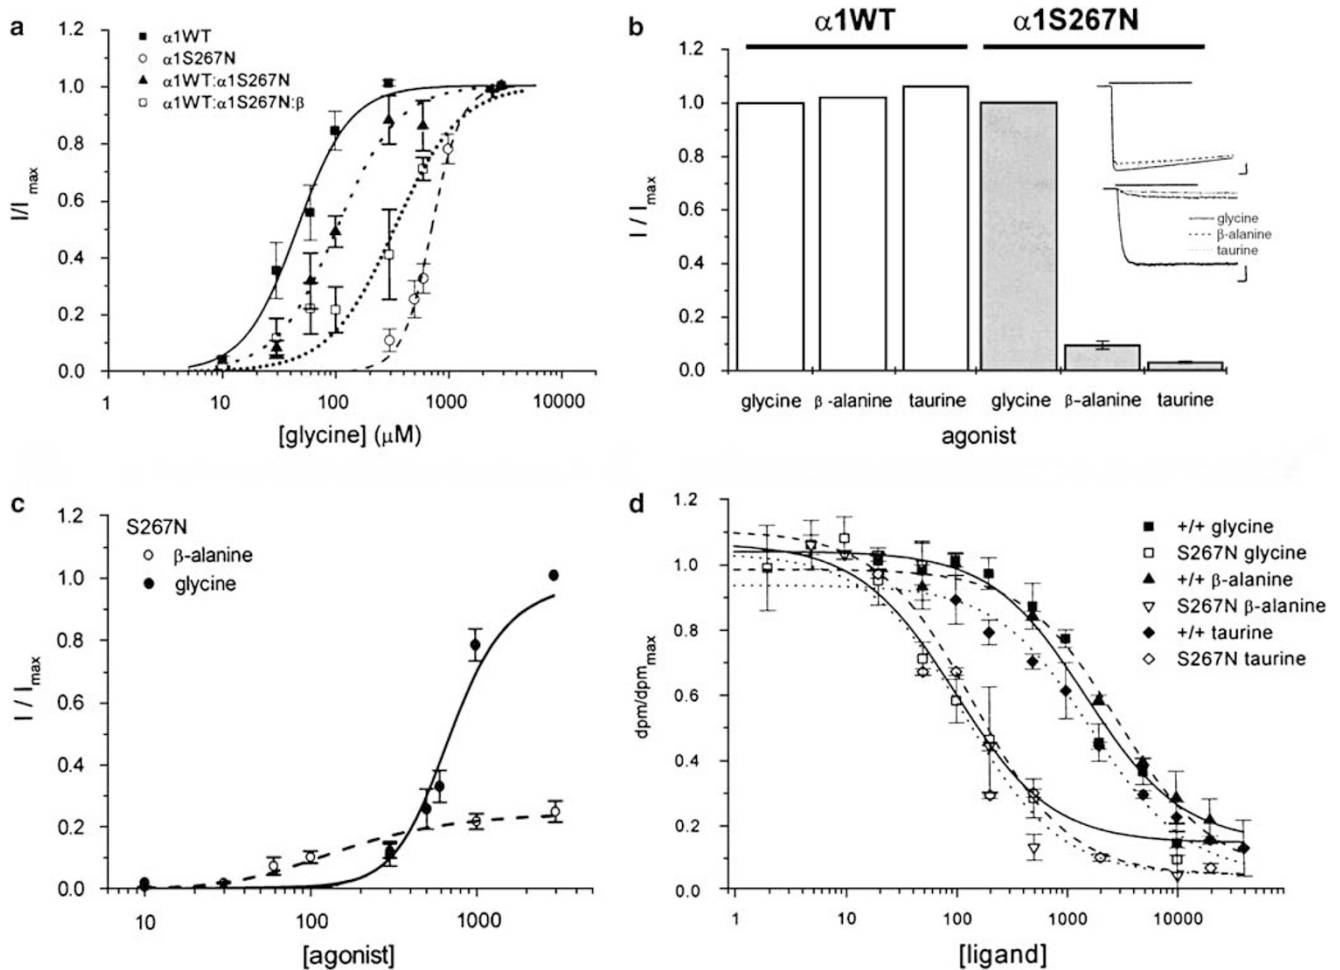 a
α1WT
α1S267N
α1WT:α1S267N
α1WT:α1S267N:β
1.2
1.0
0.8
0.6
0.4
0.2
0.0
I/Imax
1 10 100 1000 10000
[glycine] (μM)
b
α1WT α1S267N
1.2
1.0
0.8
0.6
0.4
0.2
0.0
I / Imax
glycine
β-alanine
taurine
glycine β-alanine taurine glycine β-alanine taurine
agonist
c
S267N
β-alanine
glycine
1.2
1.0
0.8
0.6
0.4
0.2
0.0
I / Imax
10 100 1000
[agonist]
d
+/+ glycine
S267N glycine
+/+ β-alanine
S267N β-alanine
+/+ taurine
S267N taurine
1.2
1.0
0.8
0.6
0.4
0.2
0.0
dpm/dpmmax
1 10 100 1000 10000
[ligand]